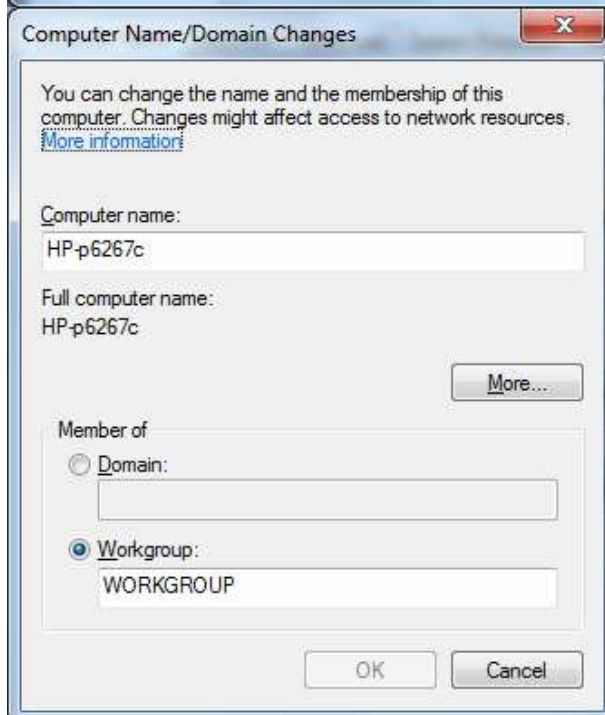 Computer Name/Domain Changes
You can change the name and the membership of this
computer. Changes might affect access to network resources.
More information
Computer name:
HP-p6267c
Full computer name:
HP-p6267c
More...
Member of
Domain:
Workgroup:
WORKGROUP
OK Cancel